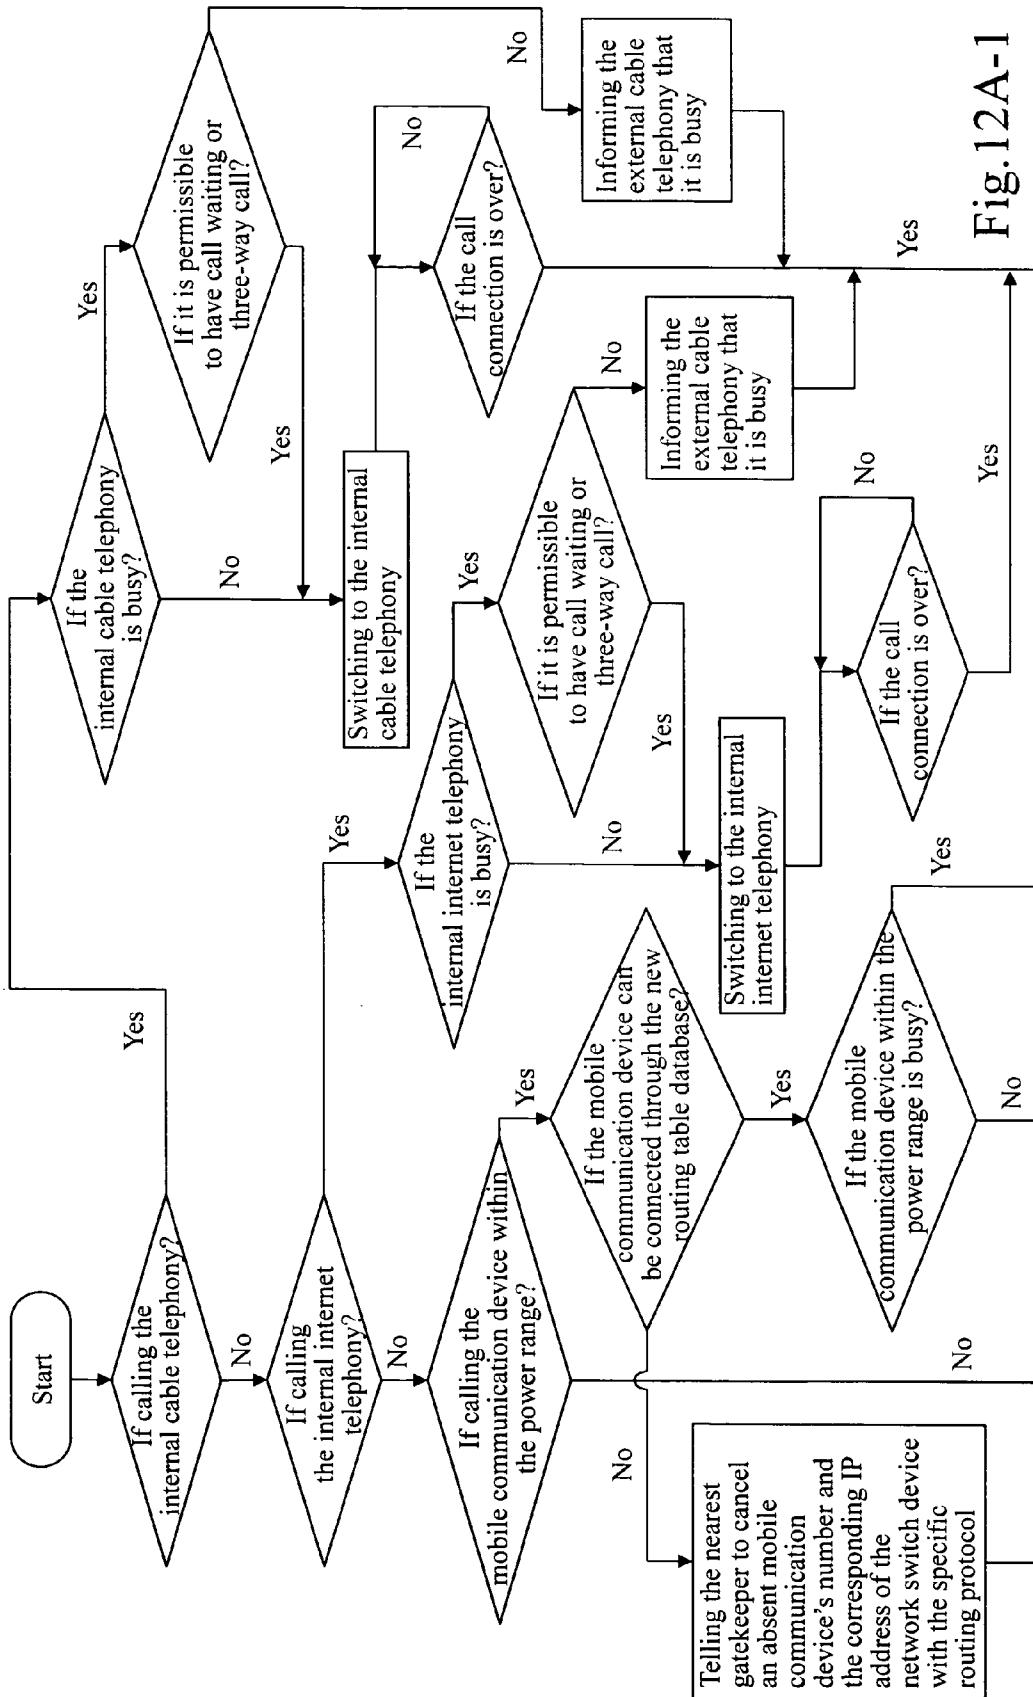 Start
If calling the
internal cable telephony?
Yes
No
If the
internal cable telephony
is busy?
Yes
No
If it is permissible
to have call waiting or
three-way call?
Yes
No
Switching to the internal
cable telephony
If the call
connection is over?
No
Informing the
external cable
telephony that
it is busy
If calling
the internal internet
telephony?
Yes
No
If the
internal internet telephony
is busy?
Yes
No
If it is permissible
to have call waiting or
three-way call?
Yes
No
Informing the
external cable
telephony that
it is busy
Yes
Switching to the internal
internet telephony
If the call
connection is over?
No
Yes
If calling the
mobile communication device within
the power range?
Yes
No
If the mobile
communication device can
be connected through the new
routing table database?
No
Yes
If the mobile
communication device within the
power range is busy?
Yes
No
Telling the nearest
gatekeeper to cancel
an absent mobile
communication
device's number and
the corresponding IP
address of the
network switch device
with the specific
routing protocol
Fig.12A-1